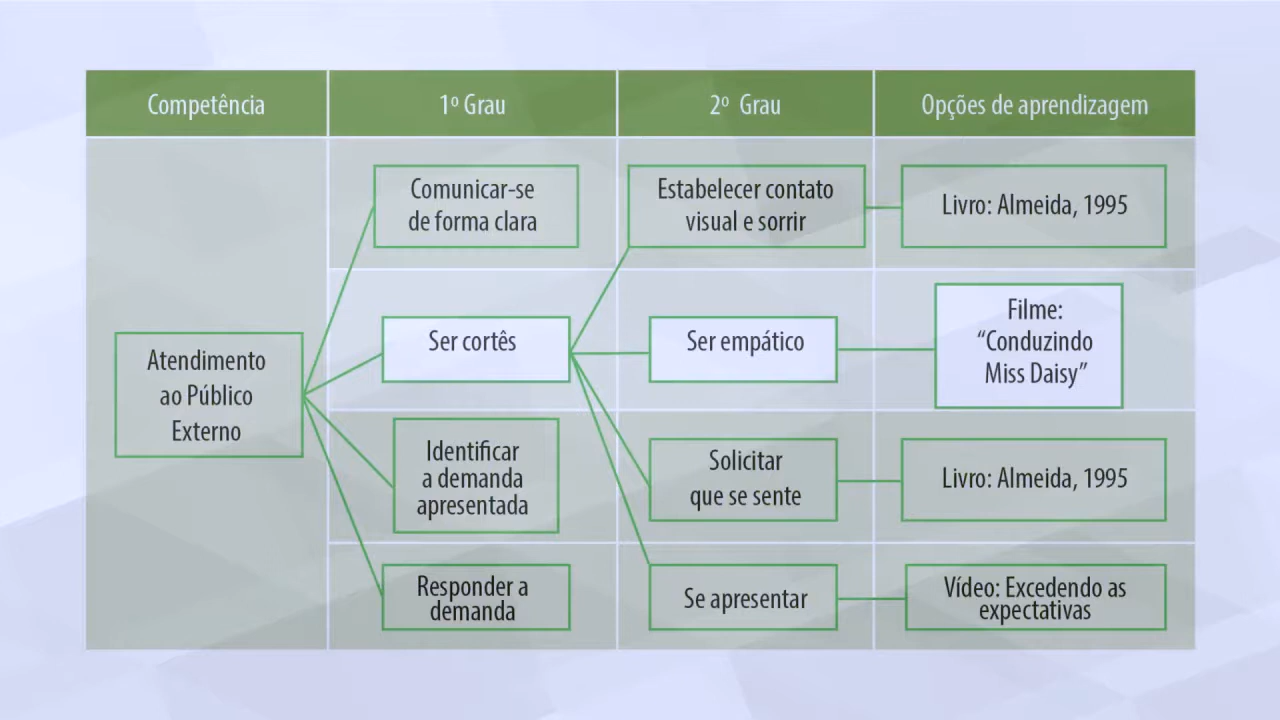 Competência
1º Grau
2º Grau
Opções de aprendizagem
Atendimento
ao Público
Externo
Comunicar-se
de forma clara
Estabelecer contato
visual e sorrir
Livro: Almeida, 1995
Ser cortês
Ser empático
Filme:
“Conduzindo
Miss Daisy”
Identificar
a demanda
apresentada
Solicitar
que se sente
Livro: Almeida, 1995
Responder a
demanda
Se apresentar
Vídeo: Excedendo as
expectativas